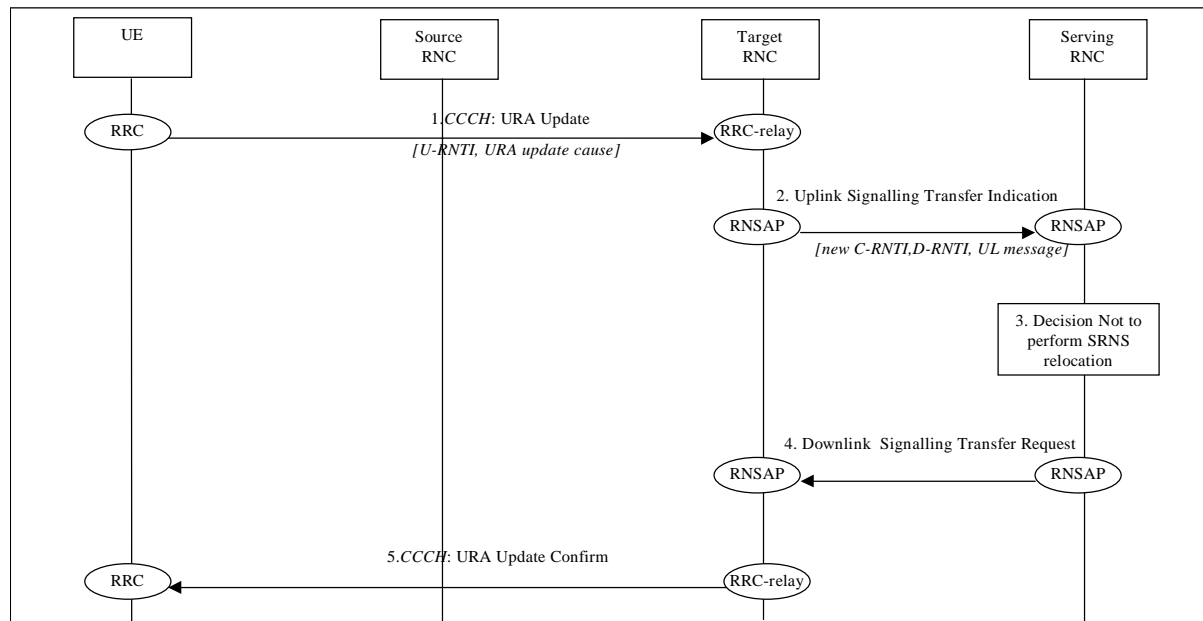 UE
Source
RNC
Target
RNC
Serving
RNC
1.CCCH: URA Update
RRC
RRC-relay
[U-RNTI, URA update cause]
2. Uplink Signalling Transfer Indication
RNSAP
RNSAP
[new C-RNTI,D-RNTI, UL message]
3. Decision Not to
perform SRNS
relocation
4. Downlink Signalling Transfer Request
RNSAP
RNSAP
5.CCCH: URA Update Confirm
RRC
RRC-relay